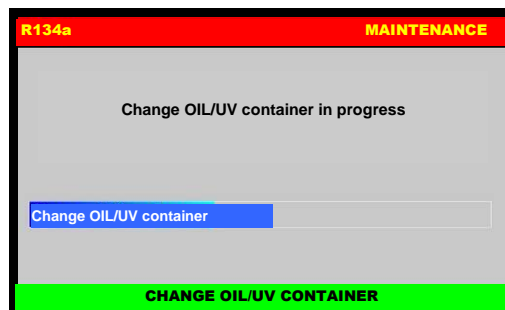 R134a MAINTENANCE
Change OIL/UV container in progress
Change OIL/UV container
CHANGE OIL/UV CONTAINER